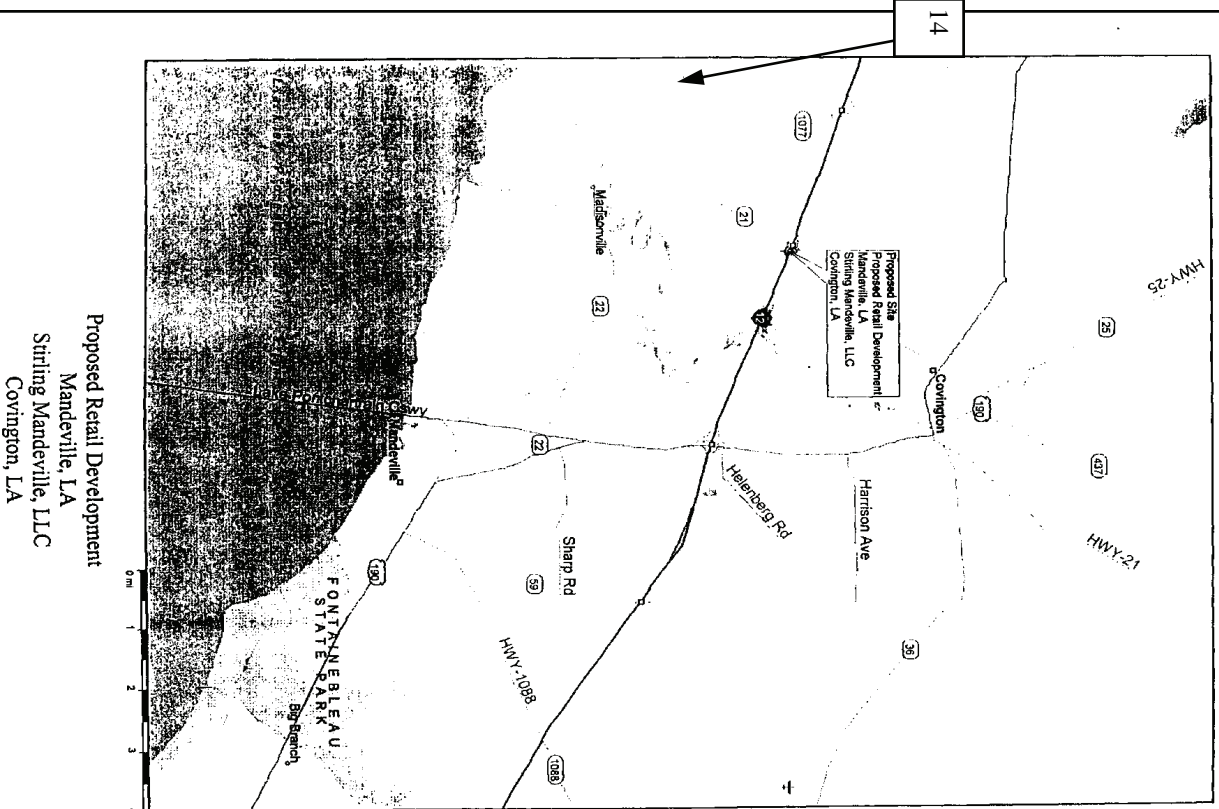 14
HWY-25
25
190
437
HWY-21
Covington
1077
21
Proposed Site
Proposed Retail Development
Mandeville, LA
Stirling Mandeville, LLC
Covington, LA
12
Harrison Ave
36
Helenberg Rd
Madisonville
22
22
Sharp Rd
59
HWY-1088
1088
Mandeville
190
FONTAINEBLEAU
STATE PARK
Big Branch
0 mi
1
2
3
Proposed Retail Development
Mandeville, LA
Stirling Mandeville, LLC
Covington, LA